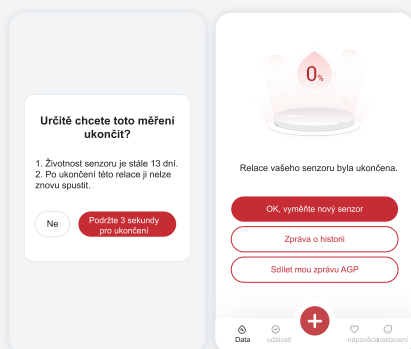 Určitě chcete toto měření
ukončit?
1. Životnost senzoru je stále 13 dní.
2. Po ukončení této relace ji nelze
znovu spustit.
Ne
Podržte 3 sekundy
pro ukončení
0%
Relace vašeho senzoru byla ukončena.
OK, vyměňte nový senzor
Zpráva o historii
Sdílet mou zprávu AGP
Data
události
nápověda
nastavení